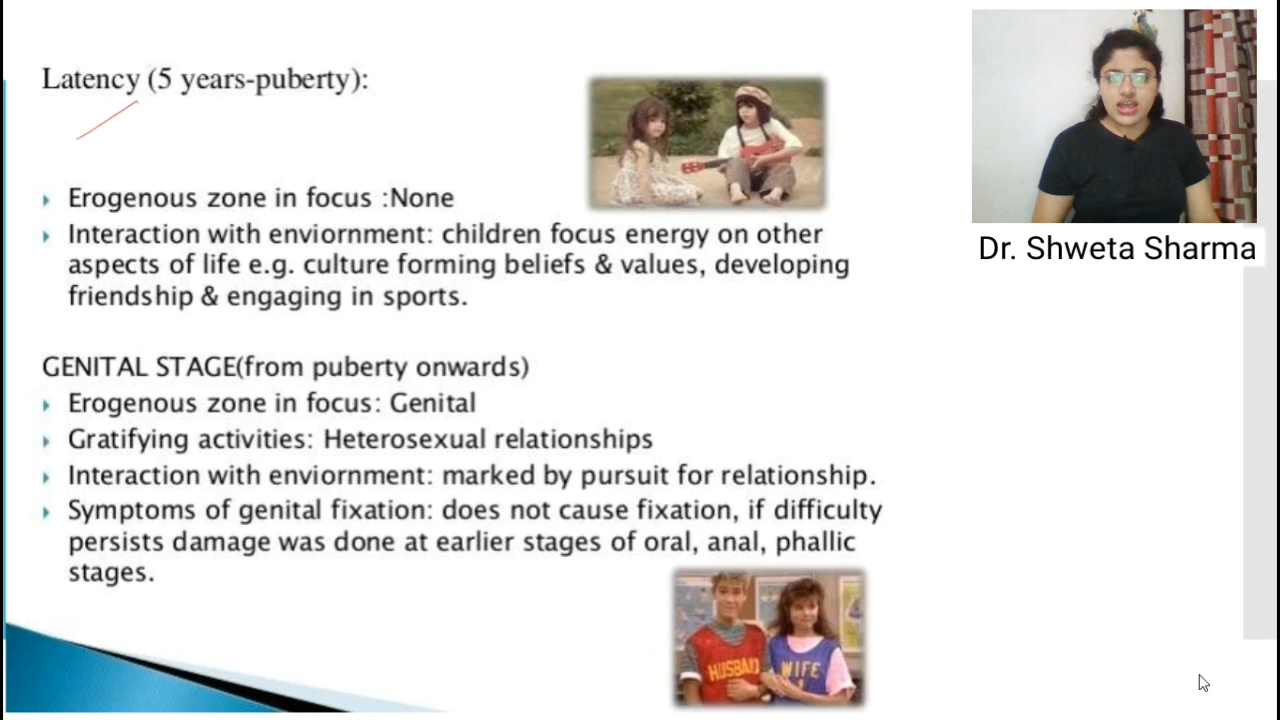 Latency (5 years-puberty):
Erogenous zone in focus :None
Interaction with enviornment: children focus energy on other
aspects of life e.g. culture forming beliefs & values, developing
friendship & engaging in sports.
GENITAL STAGE(from puberty onwards)
Erogenous zone in focus: Genital
Gratifying activities: Heterosexual relationships
Interaction with enviornment: marked by pursuit for relationship.
Symptoms of genital fixation: does not cause fixation, if difficulty
persists damage was done at earlier stages of oral, anal, phallic
stages.
HUSBAND
WIFE
Dr. Shweta Sharma